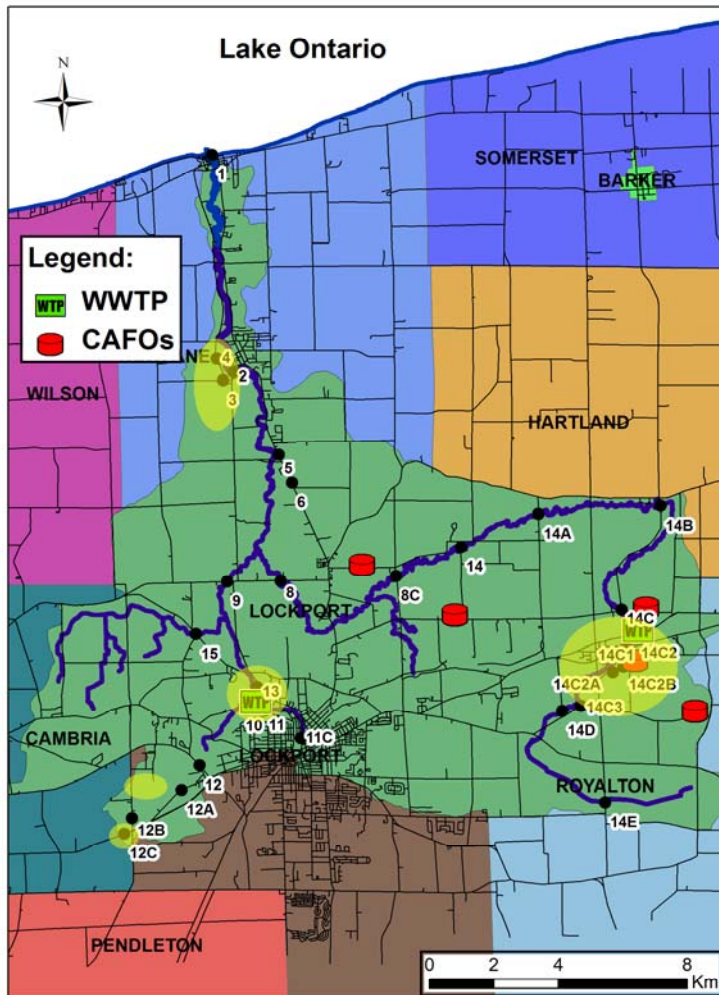 Lake Ontario
N
SOMERSET
BARKER
1
Legend:
WTP WWTP
CAFOs
4
2
3
WILSON
HARTLAND
5
6
14A
14B
14
8C
8
9
LOCKPORT
14C
15
WTP
14C1
14C2
13
WTP
14C2A
14C2B
14C3
10
11
14D
11C
CAMBRIA
LOCKPORT
12
ROYALTON
12A
12B
14E
12C
PENDLETON
0 2 4 8
Km